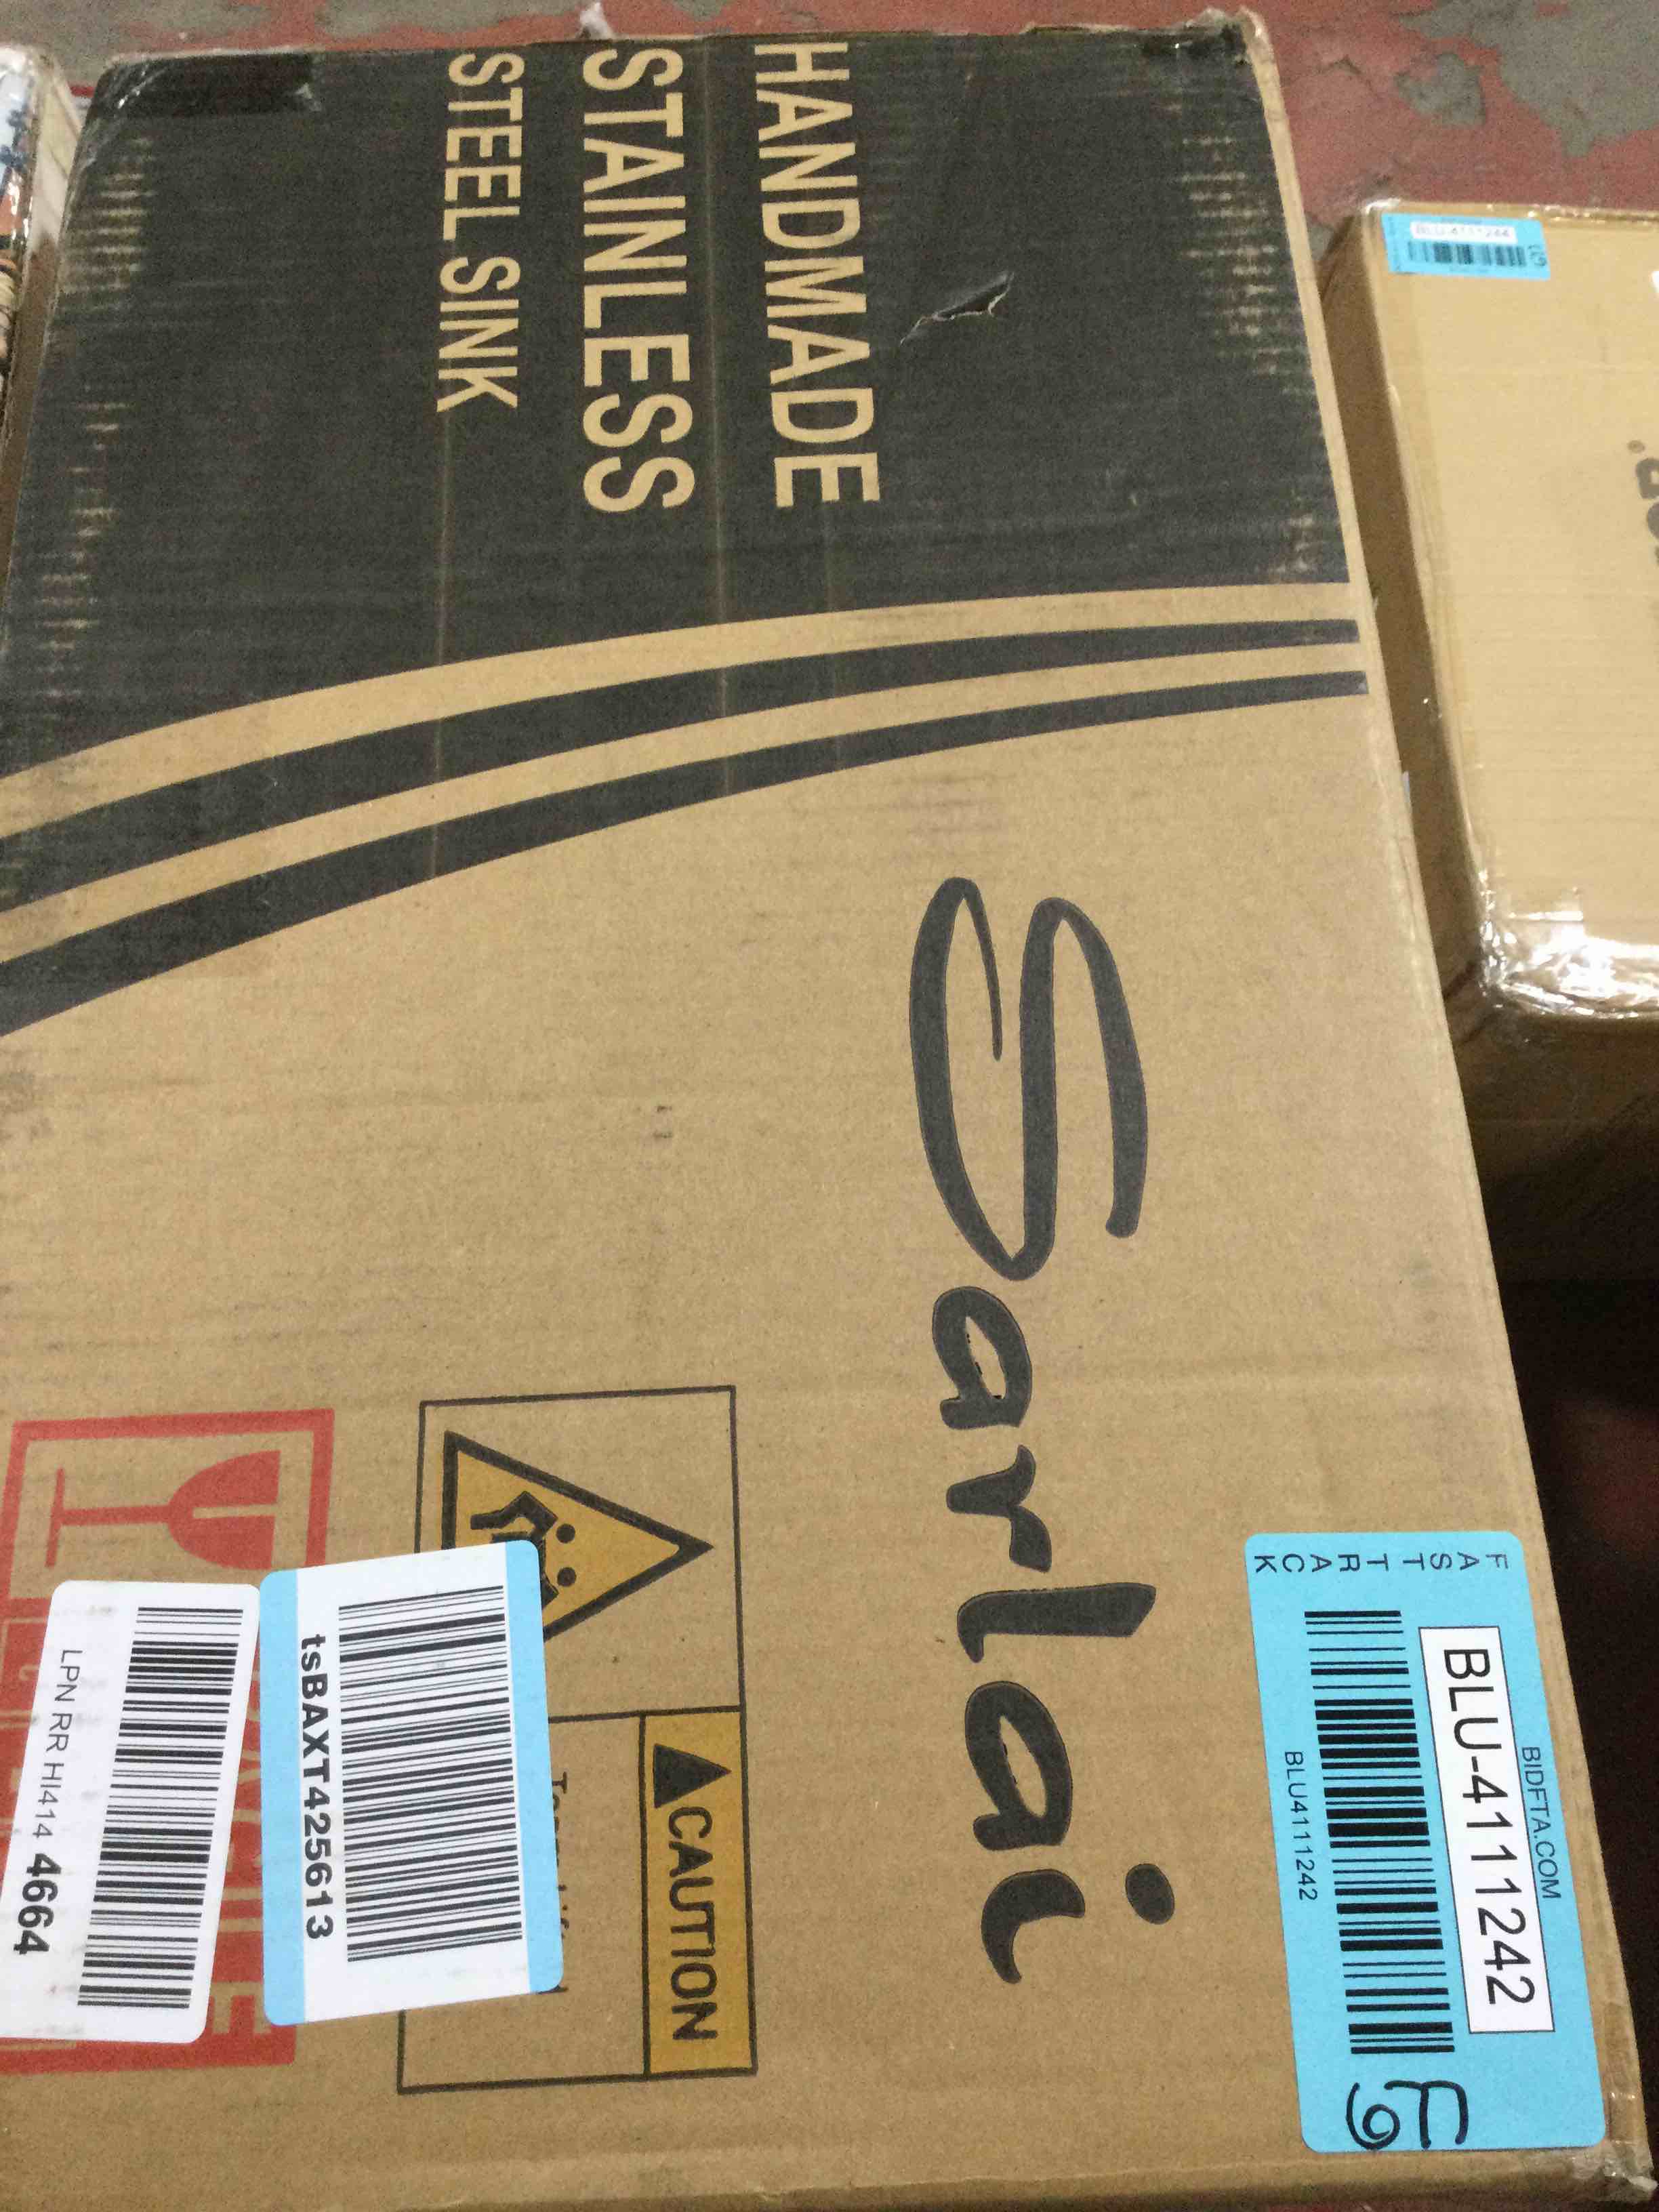 HANDMADE
STAINLESS
STEEL SINK
Sarlai
BIDFTA.COM
BLU-4111242
FAST TRACK
BLU4111242
F
9
CAUTION
tsBAXT425613
LPN RR HI414 4664
BLU-4111244